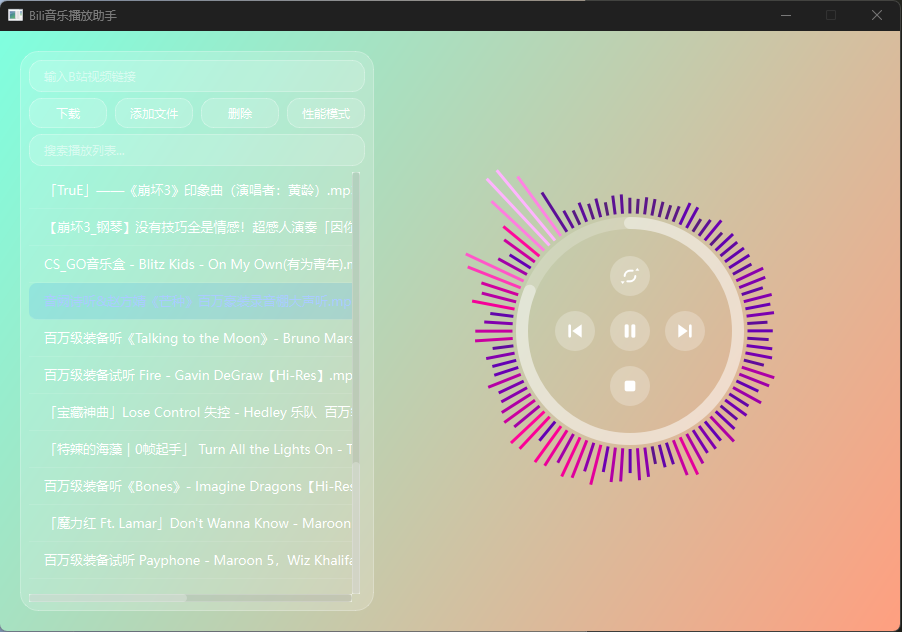 Bili音乐播放助手
输入B站视频链接
下载 添加文件 删除 性能模式
搜索播放列表...
「TruE」——《崩坏3》印象曲（演唱者：黄龄）.mp
【崩坏3_钢琴】没有技巧全是情感！超感人演奏「因你
CS_GO音乐盒 - Blitz Kids - On My Own(有为青年).m
百万级装备听《Talking to the Moon》- Bruno Mars
百万级装备试听 Fire - Gavin DeGraw【Hi-Res】.mp
「宝藏神曲」Lose Control 失控 - Hedley 乐队 百万
「特辣的海藻 | 0帧起手」 Turn All the Lights On - T
百万级装备听《Bones》- Imagine Dragons【Hi-Res
「魔力红 Ft. Lamar」Don't Wanna Know - Maroon
百万级装备试听 Payphone - Maroon 5、Wiz Khalifa